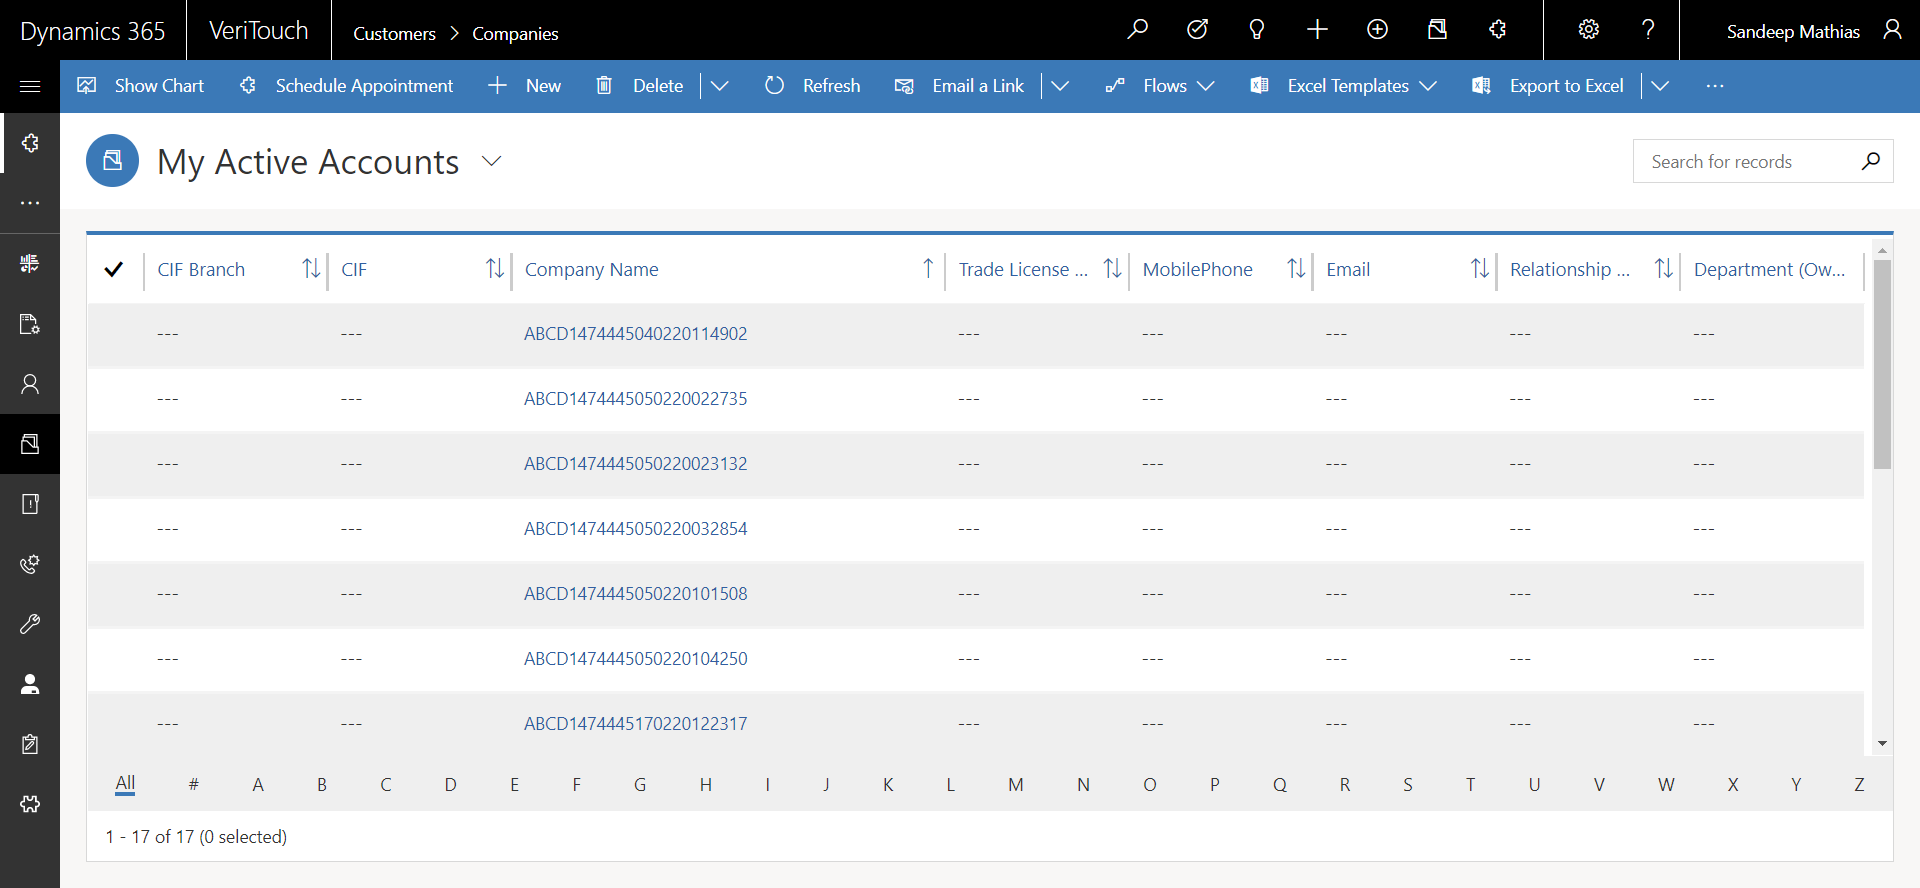 Dynamics 365 VeriTouch Customers > Companies Sandeep Mathias
Show Chart Schedule Appointment New Delete Refresh Email a Link Flows Excel Templates Export to Excel ...
My Active Accounts Search for records
CIF Branch CIF Company Name Trade License ... MobilePhone Email Relationship ... Department (Ow...
--- --- ABCD1474445040220114902 --- --- --- --- ---
--- --- ABCD1474445050220022735 --- --- --- --- ---
--- --- ABCD1474445050220023132 --- --- --- --- ---
--- --- ABCD1474445050220032854 --- --- --- --- ---
--- --- ABCD1474445050220101508 --- --- --- --- ---
--- --- ABCD1474445050220104250 --- --- --- --- ---
--- --- ABCD1474445170220122317 --- --- --- --- ---
All # A B C D E F G H I J K L M N O P Q R S T U V W X Y Z
1 - 17 of 17 (0 selected)